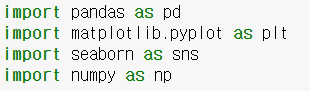 import pandas as pd
import matplotlib.pyplot as plt
import seaborn as sns
import numpy as np